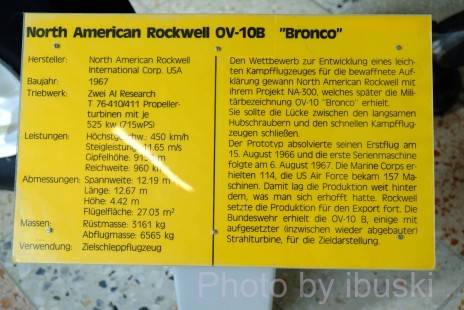 North American Rockwell OV-10B "Bronco"
Hersteller: North American Rockwell
International Corp. USA
Baujahr: 1967
Triebwerk: Zwei AI Research
T 76-410/411 Propeller-
turbinen mit je
525 kW (715WPS)
Leistungen: Höchstgeschw.: 450 km/h
Steigleistung: 11.65 m/s
Gipfelhöhe: m
Reichweite: 960
Abmessungen: Spannweite: 12.19 m
Länge: 12.67 m
Höhe: 4.42 m
Flügelfläche: 27.03 m²
Massen: Rüstmasse: 3161 kg
Abflugmasse: 6565 kg
Verwendung: Zielschleppflugzeug
Den Wettbewerb zur Entwicklung eines leich-
ten Kampfflugzeuges für die bewaffnete Auf-
klärung gewann North American Rockwell mit
ihrem Projekt NA-300, welches später die Mili-
tärbezeichnung OV-10 "Bronco" erhielt.
Sie sollte die Lücke zwischen den langsamen
Hubschraubern und den schnellen Kampfflug-
zeugen schließen.
Der Prototyp absolvierte seinen Erstflug am
15. August 1966 und die erste Serienmaschine
folgte am 6. August 1967. Die Marine Corps er-
hielten 114, die US Air Force bekam 157 Ma-
schinen. Damit lag die Produktion weit hinter
dem, was man sich erhofft hatte. Rockwell
setzte die Produktion für den Export fort. Die
Bundeswehr erhielt die OV-10 B, einige mit
aufgesetzter (inzwischen wieder abgebauter)
Strahlturbine, für die Zieldarstellung.
Photo by ibuski